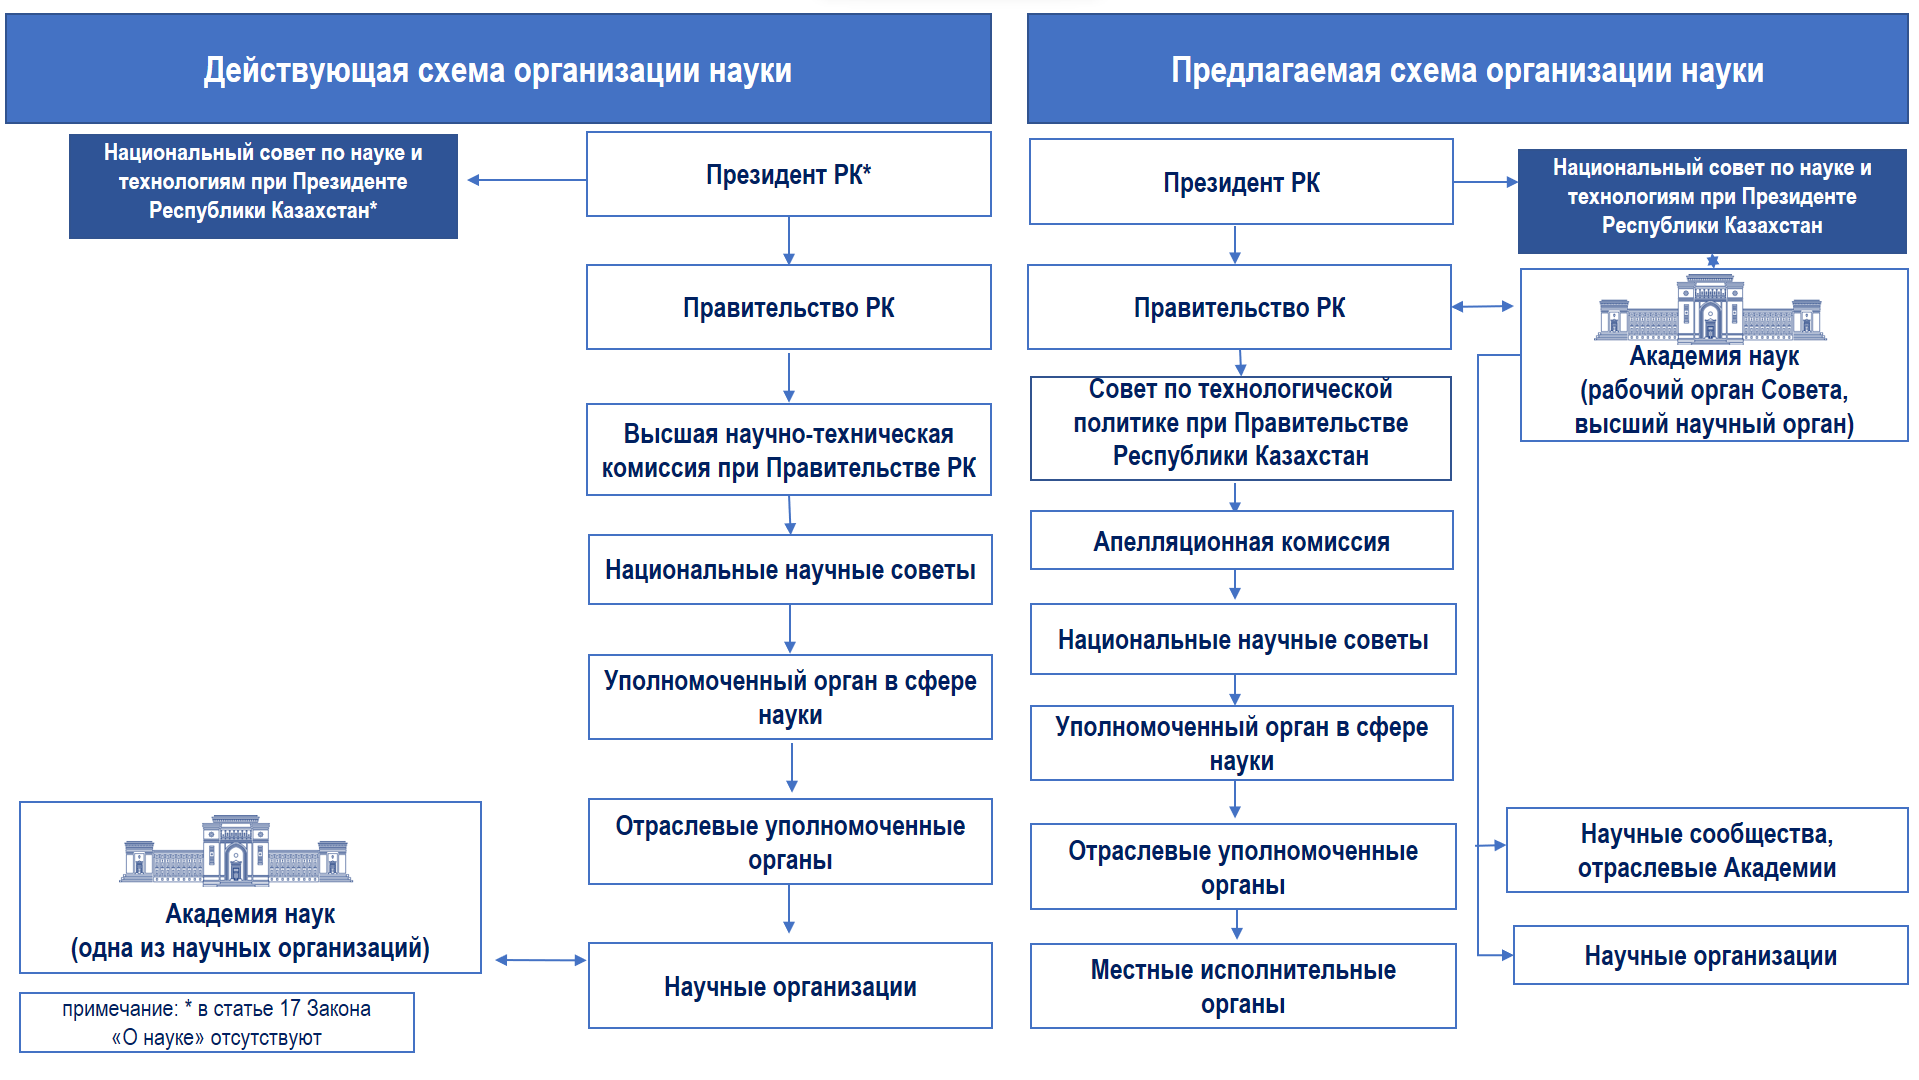 Действующая схема организации науки
Национальный совет по науке и
технологиям при Президенте
Республики Казахстан*
Президент РК*
Правительство РК
Высшая научно-техническая
комиссия при Правительстве РК
Национальные научные советы
Уполномоченный орган в сфере
науки
Отраслевые уполномоченные
органы
Научные организации
Академия наук
(одна из научных организаций)
примечание: * в статье 17 Закона
«О науке» отсутствуют
Предлагаемая схема организации науки
Президент РК
Национальный совет по науке и
технологиям при Президенте
Республики Казахстан
Правительство РК
Академия наук
(рабочий орган Совета,
высший научный орган)
Совет по технологической
политике при Правительстве
Республики Казахстан
Апелляционная комиссия
Национальные научные советы
Уполномоченный орган в сфере
науки
Отраслевые уполномоченные
органы
Местные исполнительные
органы
Научные сообщества,
отраслевые Академии
Научные организации